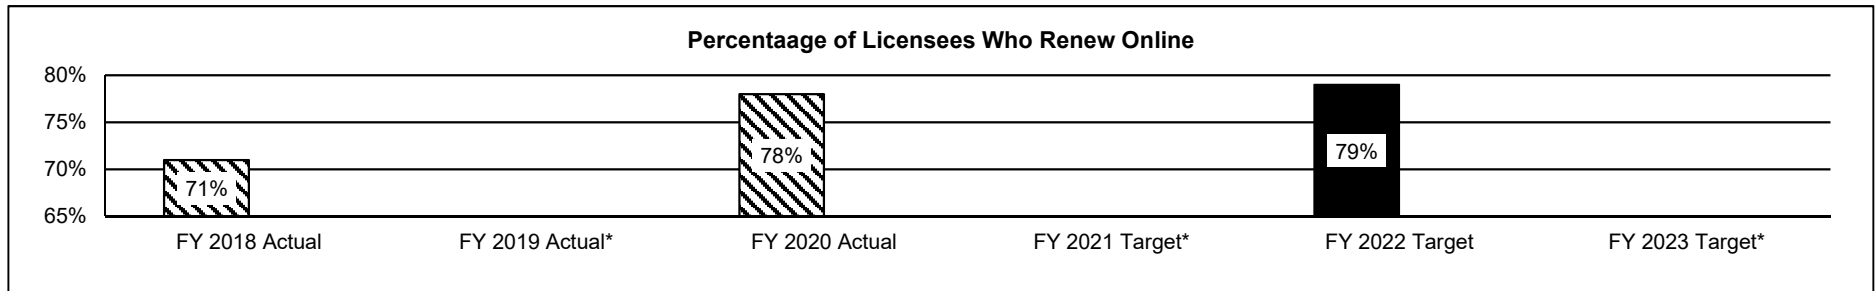 Percentaage of Licensees Who Renew Online
80%
75%
70%
65%
71%
78%
79%
FY 2018 Actual
FY 2019 Actual*
FY 2020 Actual
FY 2021 Target*
FY 2022 Target
FY 2023 Target*